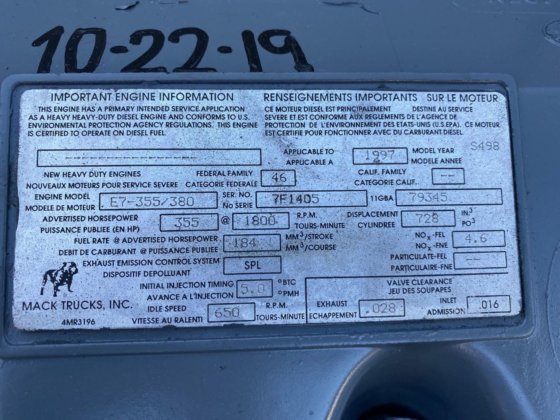 10-22-19
IMPORTANT ENGINE INFORMATION
THIS ENGINE HAS A PRIMARY INTENDED SERVICE APPLICATION
AS A HEAVY HEAVY-DUTY DIESEL ENGINE AND CONFORMS TO U.S.
ENVIRONMENTAL PROTECTION AGENCY REGULATIONS. THIS ENGINE
IS CERTIFIED TO OPERATE ON DIESEL FUEL.
RENSEIGNEMENTS IMPORTANTS SUR LE MOTEUR
CE MOTEUR DIESEL EST PRINCIPALEMENT DESTINE AU SERVICE
SEVERE ET EST CONFORME AUX REGLEMENTS DE L'AGENCE DE
PROTECTION DE L'ENVIRONNEMENT DES ETATS-UNIS (U.S.EPA.). CE MOTEUR
EST CERTIFIE POUR FONCTIONNER AVEC DU CARBURANT DIESEL.
APPLICABLE TO 1997 MODEL YEAR S498
APPLICABLE A MODELE ANNÉE
NEW HEAVY DUTY ENGINES FEDERAL FAMILY 46 CALIF. FAMILY
NOUVEAUX MOTEURS POUR SERVICE SEVERE CATEGORIE FEDERALE CATEGORIE CALIF.
ENGINE MODEL E7-355/380 SER. NO. 7F1405 11GBA 79345
MODELE DE MOTEUR No SERIE
ADVERTISED HORSEPOWER 355 @ 1800 R.P.M. DISPLACEMENT 728 IN³
PUISSANCE PUBLIEE (EN HP) TOURS-MINUTE CYLINDREE PO³
FUEL RATE @ ADVERTISED HORSEPOWER 184 MM³/STROKE NOx-FEL 4.6
DEBIT DE CARBURANT @ PUISSANCE PUBLIEE MM³/COURSE NOx-FNE
EXHAUST EMISSION CONTROL SYSTEM SPL PARTICULATE-FEL
DISPOSITIF DEPOLLUANT PARTICULATE-FNE
INITIAL INJECTION TIMING 9.0 °BTC VALVE CLEARANCE
AVANCE A L'INJECTION °PMH JEU DES SOUPAPES
MACK TRUCKS, INC. IDLE SPEED 650 R.P.M. EXHAUST .028 INLET .016
4MR3196 VITESSE AU RALENTI TOURS-MINUTE ECHAPPEMENT ADMISSION